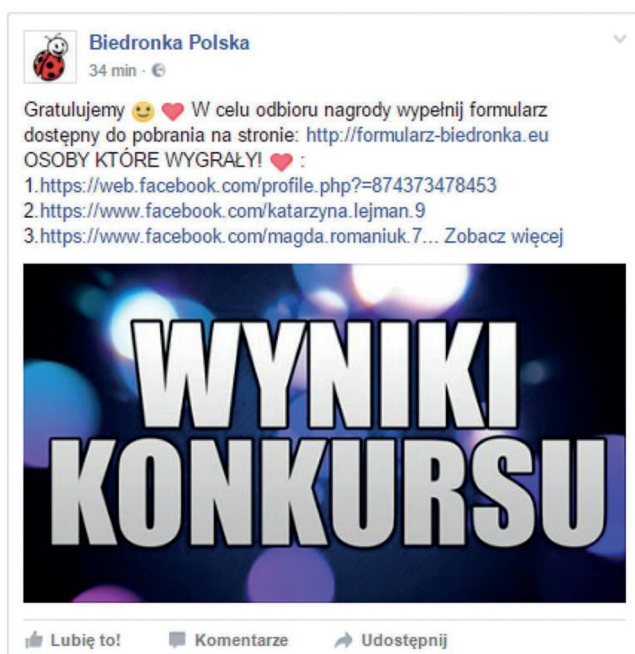 Biedronka Polska
34 min ·
Gratulujemy 😉 ❤ W celu odbioru nagrody wypełnij formularz
dostępny do pobrania na stronie: http://formularz-biedronka.eu
OSOBY KTÓRE WYGRAŁY! ❤ :
1.https://web.facebook.com/profile.php?=874373478453
2.https://www.facebook.com/katarzyna.lejman.9
3.https://www.facebook.com/magda.romaniuk.7... Zobacz więcej
WYNIKI
KONKURSU
Lubię to! Komentarze Udostępnij